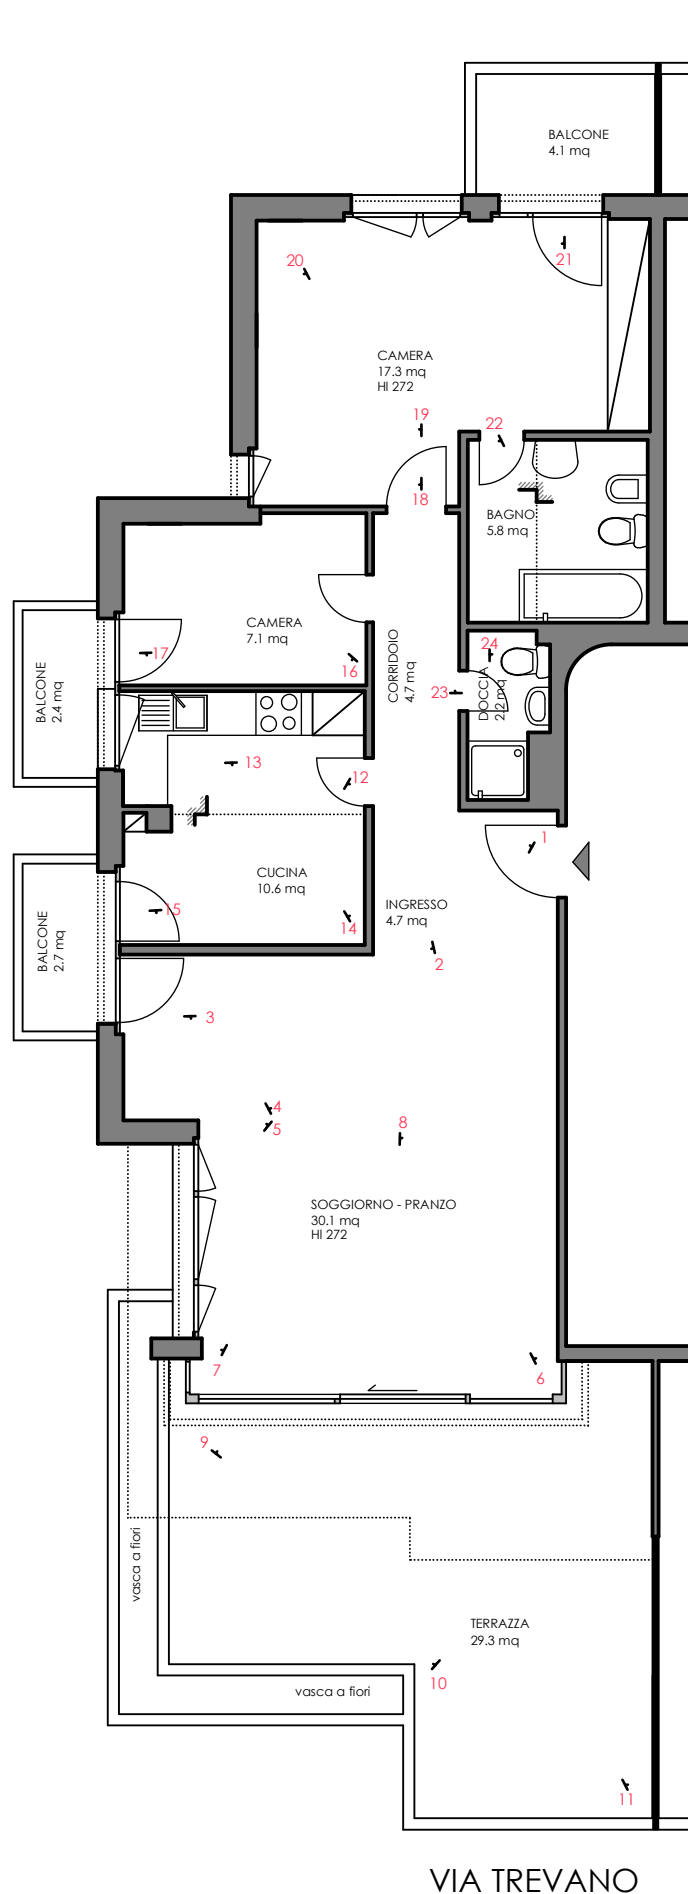 BALCONE
4.1 mq
20
21
CAMERA
17.3 mq
HI 272
19
22
18
BAGNO
5.8 mq
CAMERA
7.1 mq
17
16
CORRIDOIO
4.7 mq
24
23
DOCCIA
2.2 mq
BALCONE
2.4 mq
13
12
1
CUCINA
10.6 mq
15
14
INGRESSO
4.7 mq
BALCONE
2.7 mq
2
3
4
5
8
SOGGIORNO - PRANZO
30.1 mq
HI 272
7
6
9
vasca a fiori
TERRAZZA
29.3 mq
10
vasca a fiori
11
VIA TREVANO